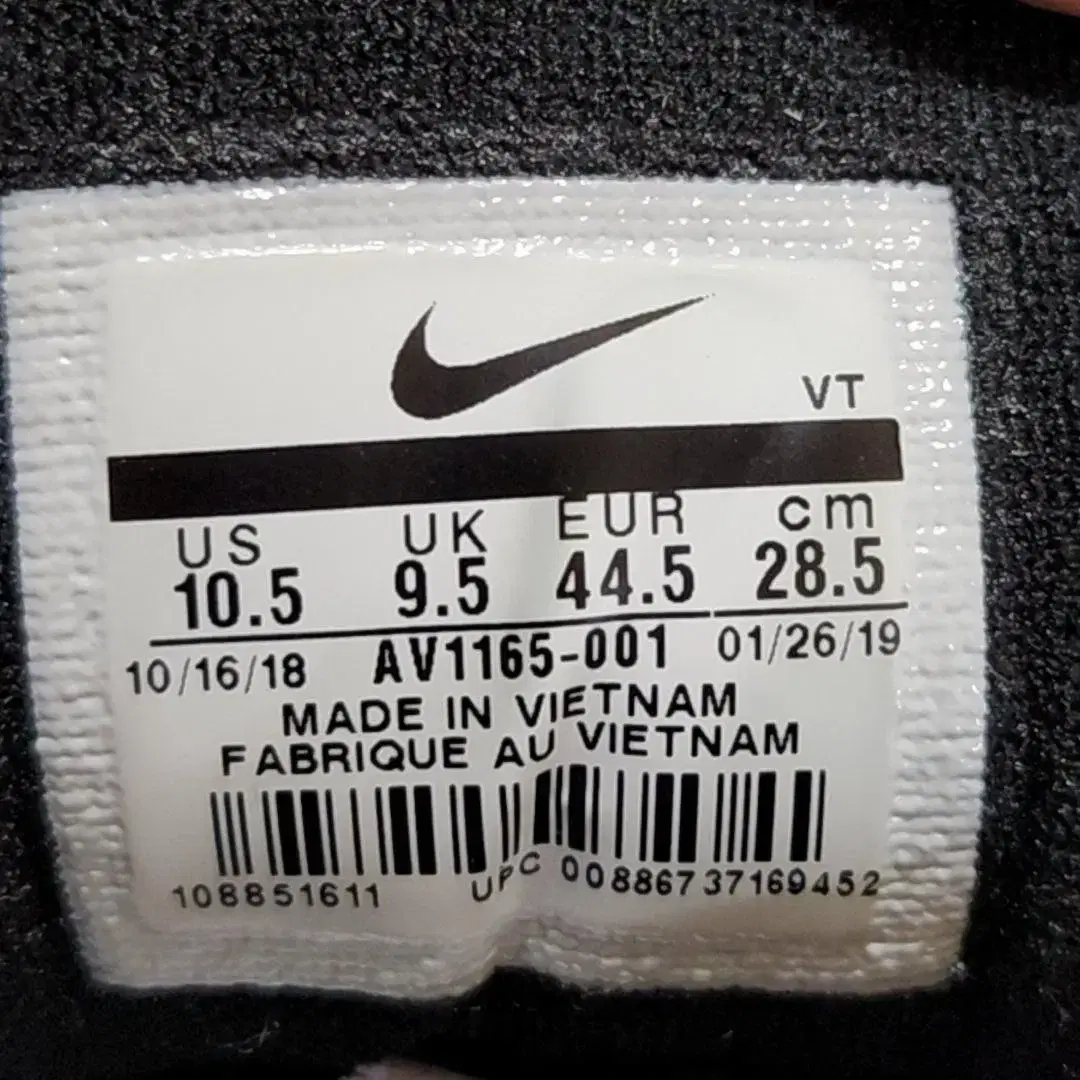 VT
US UK EUR cm
10.5 9.5 44.5 28.5
10/16/18 AV1165-001 01/26/19
MADE IN VIETNAM
FABRIQUE AU VIETNAM
108851611 UPC 00886737169452